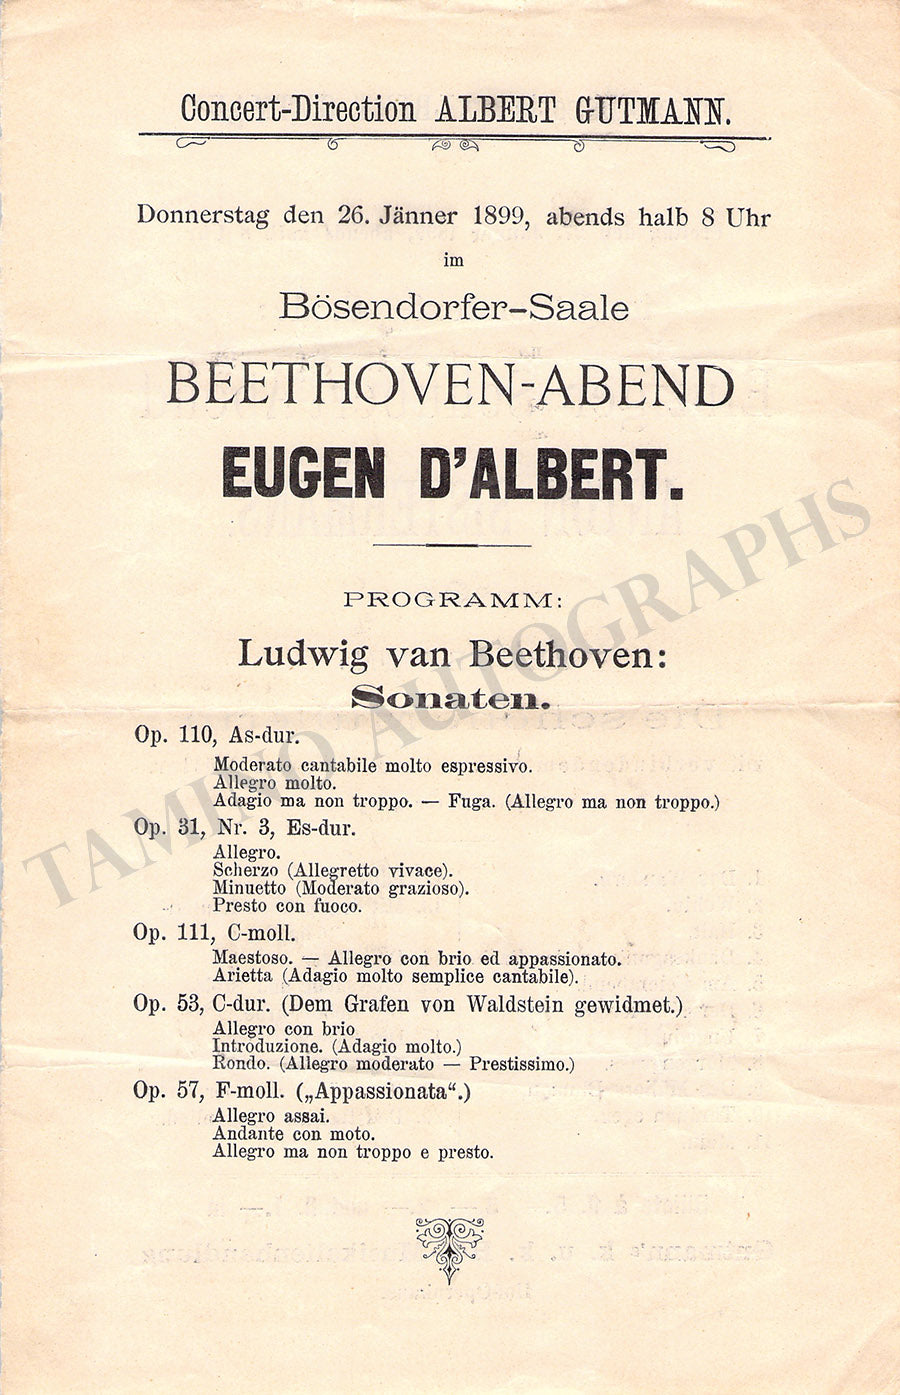 Concert-Direction ALBERT GUTMANN.
Donnerstag den 26. Jänner 1899, abends halb 8 Uhr
im
Bösendorfer-Saale
BEETHOVEN-ABEND
EUGEN D'ALBERT.
PROGRAMM:
Ludwig van Beethoven:
Sonaten.
Op. 110, As-dur.
Moderato cantabile molto espressivo.
Allegro molto.
Adagio ma non troppo. — Fuga. (Allegro ma non troppo.)
Op. 31, Nr. 3, Es-dur.
Allegro.
Scherzo (Allegretto vivace).
Minuetto (Moderato grazioso).
Presto con fuoco.
Op. 111, C-moll.
Maestoso. — Allegro con brio ed appassionato.
Arietta (Adagio molto semplice cantabile).
Op. 53, C-dur. (Dem Grafen von Waldstein gewidmet.)
Allegro con brio
Introduzione. (Adagio molto.)
Rondo. (Allegro moderato — Prestissimo.)
Op. 57, F-moll. („Appassionata“.)
Allegro assai.
Andante con moto.
Allegro ma non troppo e presto.
TAMINO AUTOGRAPHS